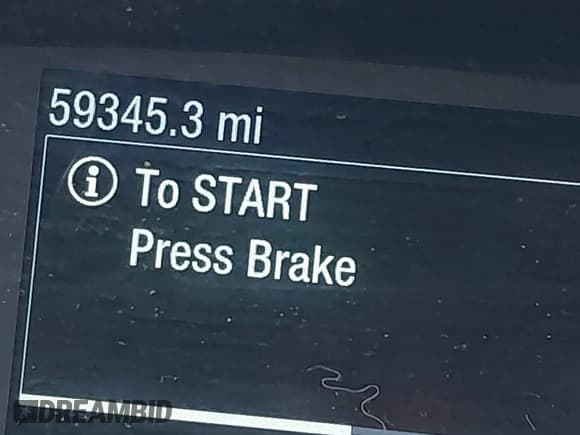 59345.3 mi
i To START
Press Brake
DREAMBID